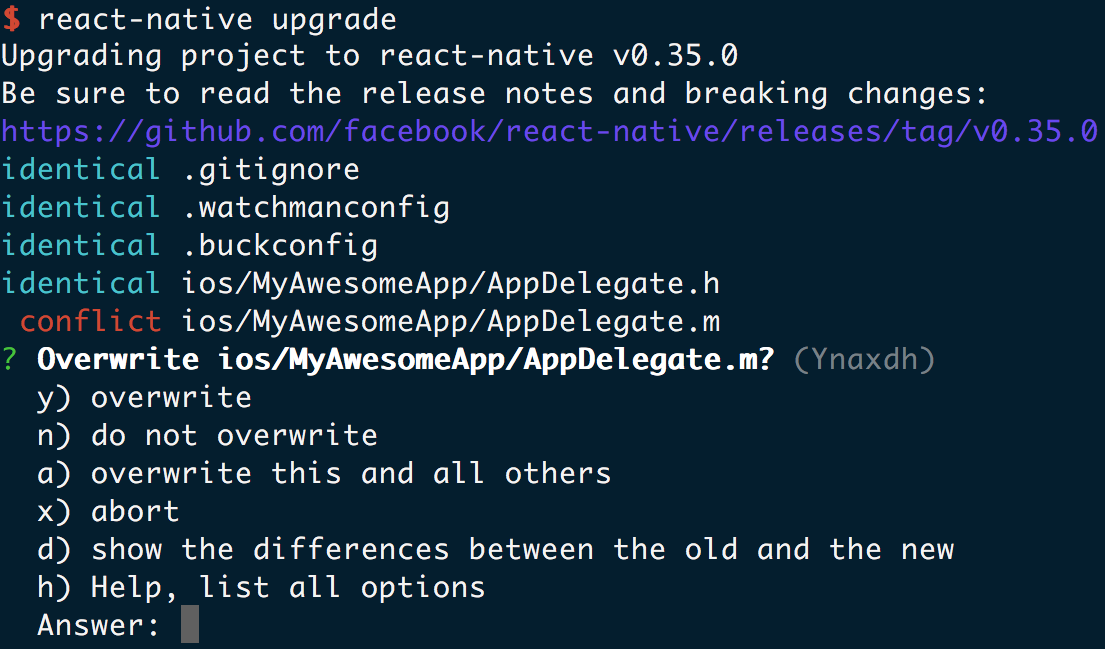 $ react-native upgrade
Upgrading project to react-native v0.35.0
Be sure to read the release notes and breaking changes:
https://github.com/facebook/react-native/releases/tag/v0.35.0
identical .gitignore
identical .watchmanconfig
identical .buckconfig
identical ios/MyAwesomeApp/AppDelegate.h
conflict ios/MyAwesomeApp/AppDelegate.m
? Overwrite ios/MyAwesomeApp/AppDelegate.m? (Ynaxdh)
y) overwrite
n) do not overwrite
a) overwrite this and all others
x) abort
d) show the differences between the old and the new
h) Help, list all options
Answer: